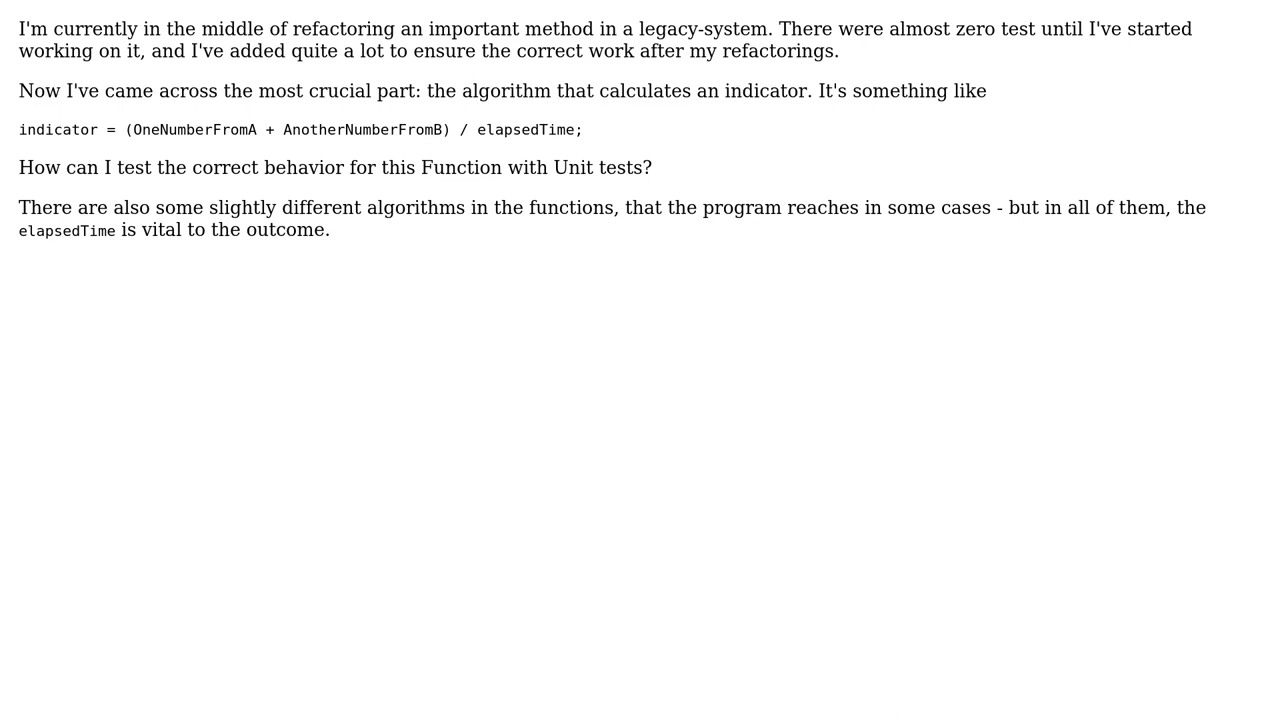 I'm currently in the middle of refactoring an important method in a legacy-system. There were almost zero test until I've started
working on it, and I've added quite a lot to ensure the correct work after my refactorings.
Now I've came across the most crucial part: the algorithm that calculates an indicator. It's something like
indicator = (OneNumberFromA + AnotherNumberFromB) / elapsedTime;
How can I test the correct behavior for this Function with Unit tests?
There are also some slightly different algorithms in the functions, that the program reaches in some cases - but in all of them, the
elapsedTime is vital to the outcome.